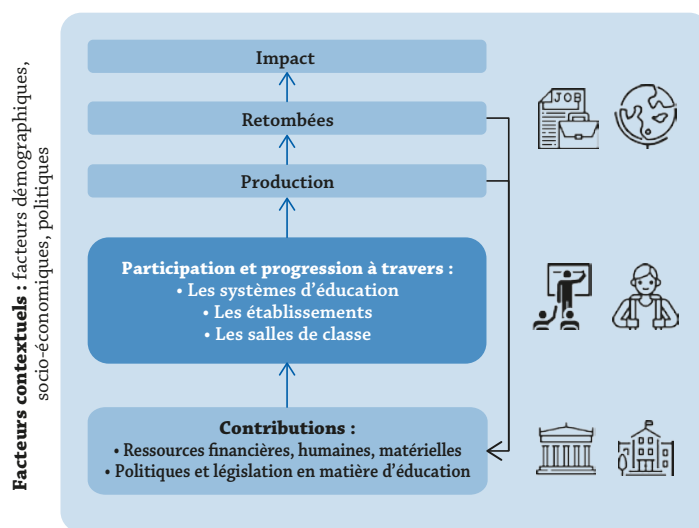 Facteurs contextuels : facteurs démographiques,
socio-économiques, politiques
Impact
Retombées
Production
Participation et progression à travers :
• Les systèmes d'éducation
• Les établissements
• Les salles de classe
Contributions :
• Ressources financières, humaines, matérielles
• Politiques et législation en matière d'éducation
JOB